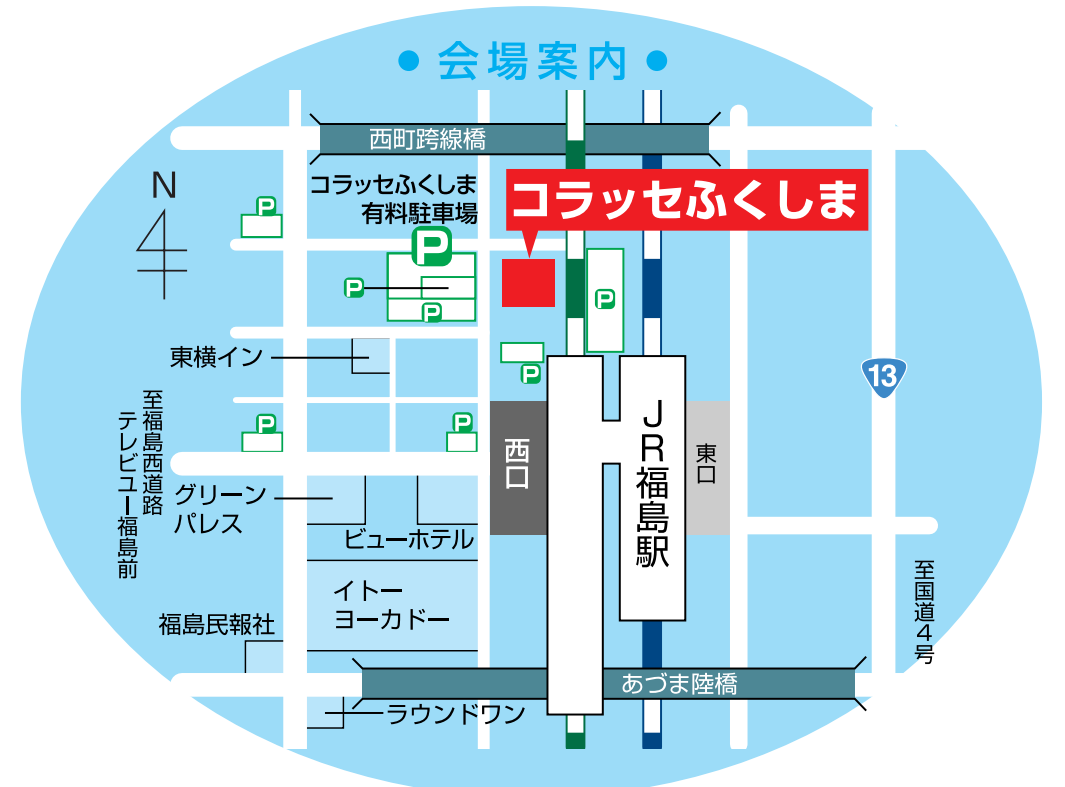 会場案内
西町跨線橋
N
コラッセふくしま
有料駐車場
コラッセふくしま
P
P
P
P
P
P
東横イン
13
至福島西道路
テレビュー福島前
P
P
西口
JR福島駅
東口
グリーン
パレス
ビューホテル
イトー
ヨーカドー
至国道4号
福島民報社
あづま陸橋
ラウンドワン